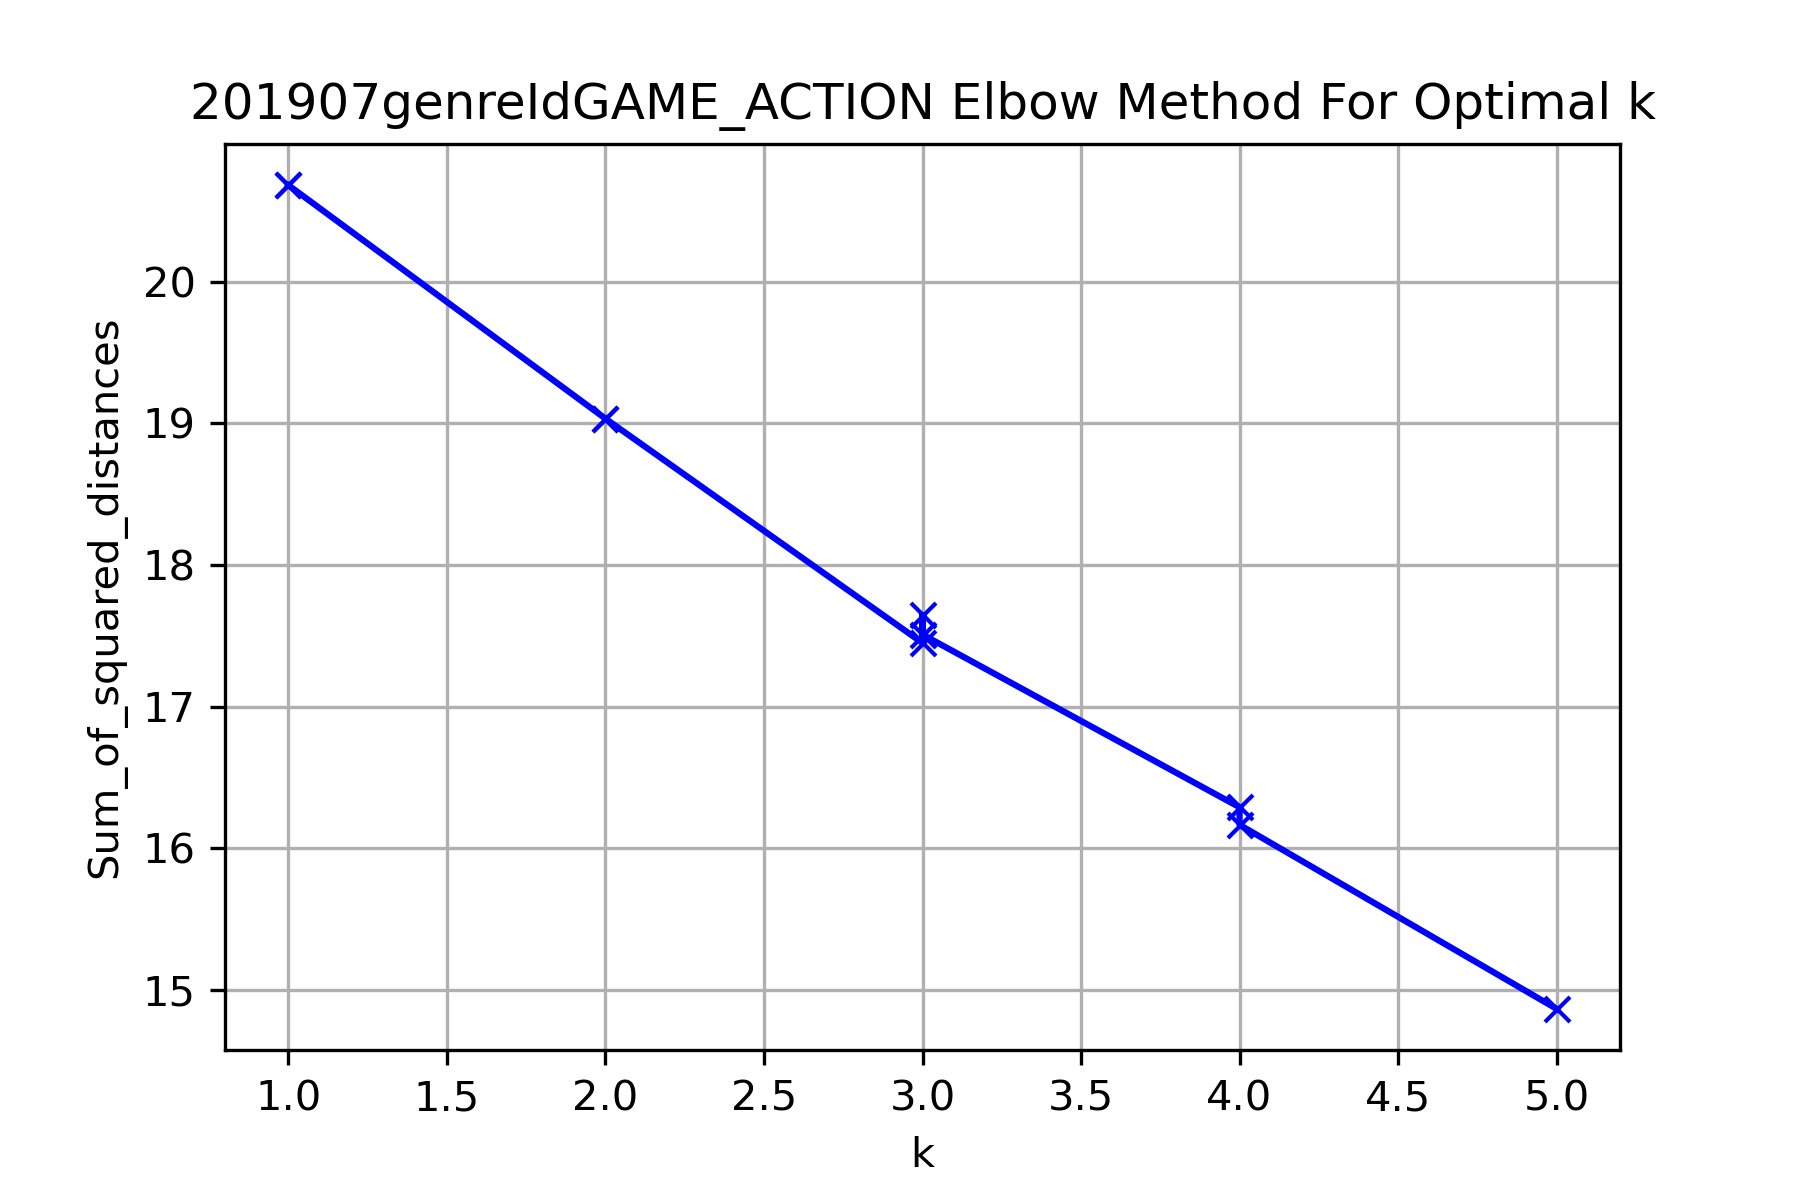 201907genreIdGAME_ACTION Elbow Method For Optimal k
Sum_of_squared_distances
20
19
18
17
16
15
1.0 1.5 2.0 2.5 3.0 3.5 4.0 4.5 5.0
k